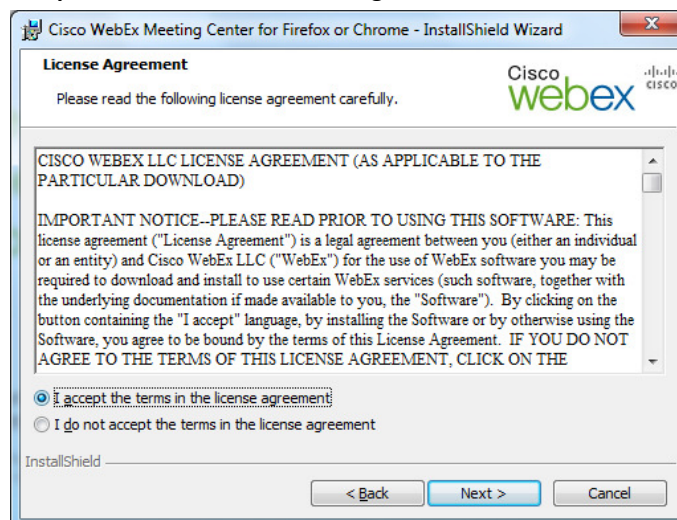 Cisco WebEx Meeting Center for Firefox or Chrome - InstallShield Wizard
License Agreement
Please read the following license agreement carefully.
Cisco
webex
cisco
CISCO WEBEX LLC LICENSE AGREEMENT (AS APPLICABLE TO THE
PARTICULAR DOWNLOAD)
IMPORTANT NOTICE--PLEASE READ PRIOR TO USING THIS SOFTWARE: This
license agreement ("License Agreement") is a legal agreement between you (either an individual
or an entity) and Cisco WebEx LLC ("WebEx") for the use of WebEx software you may be
required to download and install to use certain WebEx services (such software, together with
the underlying documentation if made available to you, the "Software"). By clicking on the
button containing the "I accept" language, by installing the Software or by otherwise using the
Software, you agree to be bound by the terms of this License Agreement. IF YOU DO NOT
AGREE TO THE TERMS OF THIS LICENSE AGREEMENT, CLICK ON THE
I accept the terms in the license agreement
I do not accept the terms in the license agreement
InstallShield
< Back Next > Cancel